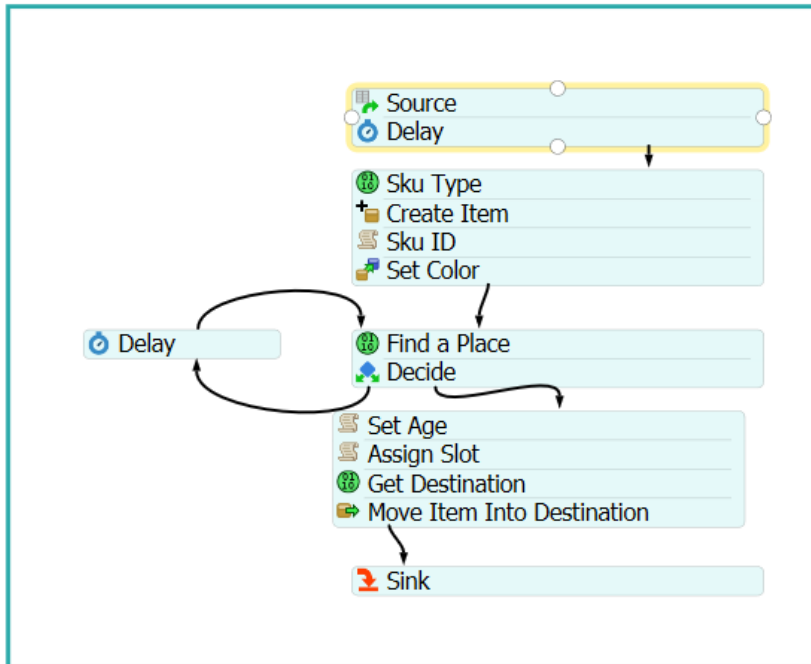 Source
Delay
Sku Type
Create Item
Sku ID
Set Color
Delay
Find a Place
Decide
Set Age
Assign Slot
Get Destination
Move Item Into Destination
Sink